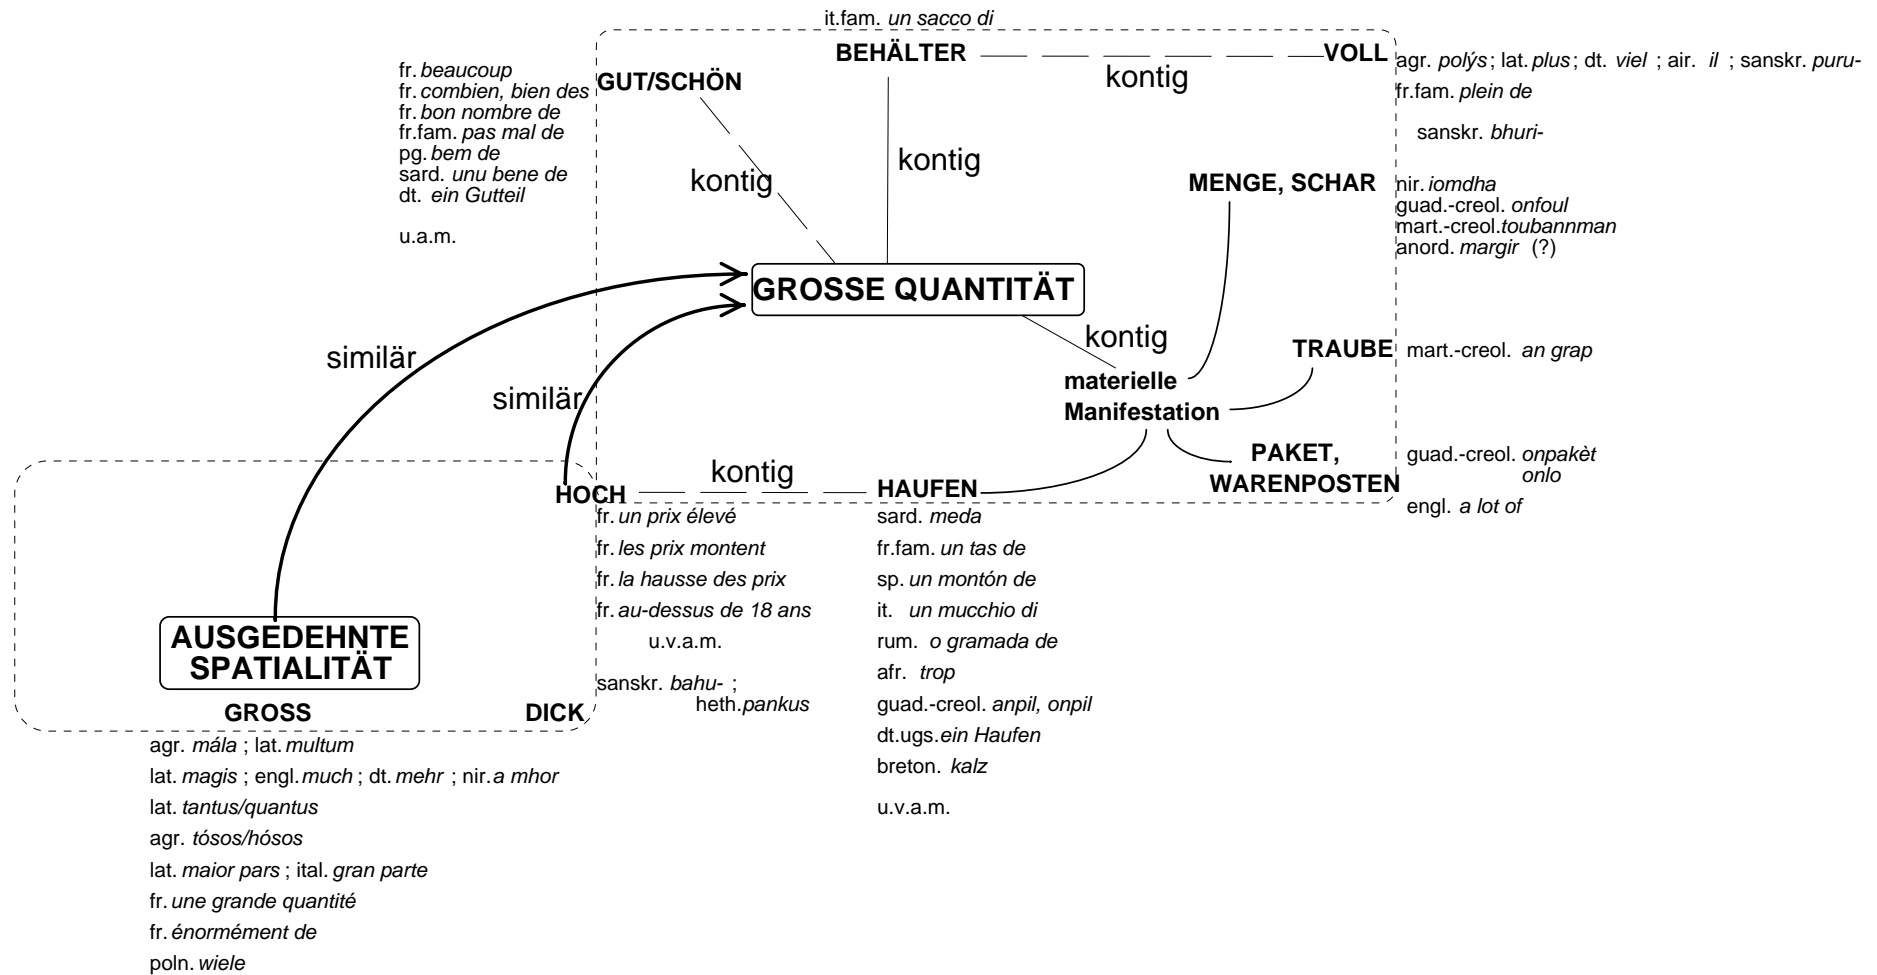 it.fam. un sacco di
BEHÄLTER
VOLL
kontig
agr. polýs ; lat. plus ; dt. viel ; air. il ; sanskr. puru-
fr.fam. plein de
sanskr. bhuri-
fr. beaucoup
fr. combien, bien des
fr. bon nombre de
fr.fam. pas mal de
pg. bem de
sard. unu bene de
dt. ein Gutteil
u.a.m.
GUT/SCHÖN
kontig
kontig
MENGE, SCHAR
nir. iomdha
guad.-creol. onfoul
mart.-creol. toubannman
anord. margir (?)
GROSSE QUANTITÄT
kontig
similär
similär
TRAUBE
mart.-creol. an grap
materielle
Manifestation
PAKET,
WARENPOSTEN
guad.-creol. onpakèt
onlo
engl. a lot of
HOCH
kontig
HAUFEN
fr. un prix élevé
fr. les prix montent
fr. la hausse des prix
fr. au-dessus de 18 ans
u.v.a.m.
sanskr. bahu- ;
heth. pankus
sard. meda
fr.fam. un tas de
sp. un montón de
it. un mucchio di
rum. o gramada de
afr. trop
guad.-creol. anpil, onpil
dt.ugs. ein Haufen
breton. kalz
u.v.a.m.
AUSGEDEHNTE
SPATIALITÄT
GROSS
DICK
agr. mála ; lat. multum
lat. magis ; engl. much ; dt. mehr ; nir. a mhor
lat. tantus/quantus
agr. tósos/hósos
lat. maior pars ; ital. gran parte
fr. une grande quantité
fr. énormément de
poln. wiele